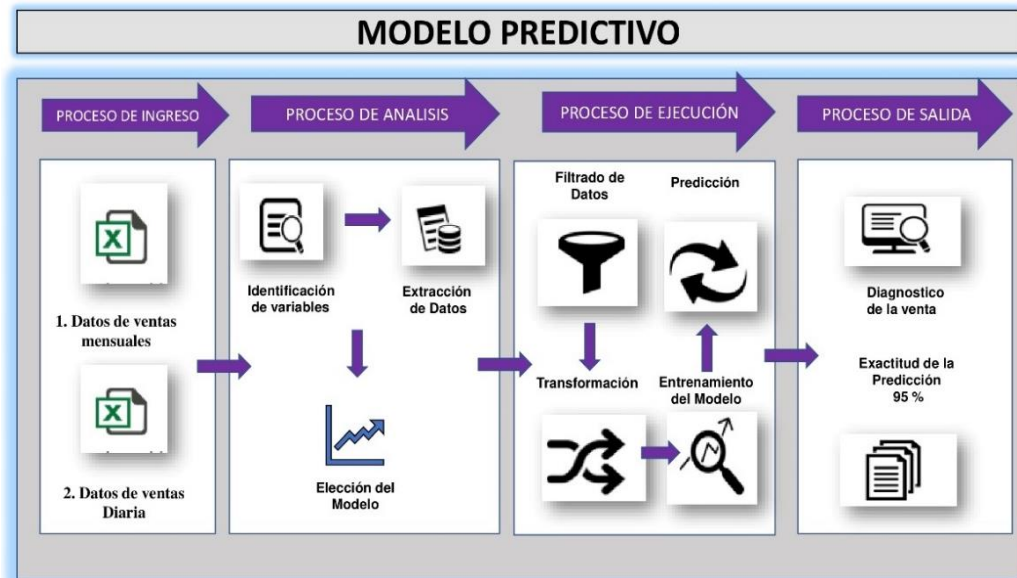 MODELO PREDICTIVO
PROCESO DE INGRESO
PROCESO DE ANALISIS
PROCESO DE EJECUCIÓN
PROCESO DE SALIDA
1. Datos de ventas
mensuales
2. Datos de ventas
Diaria
Identificación
de variables
Extracción
de Datos
Elección del
Modelo
Filtrado de
Datos
Predicción
Transformación
Entrenamiento
del Modelo
Diagnostico
de la venta
Exactitud de la
Predicción
95 %